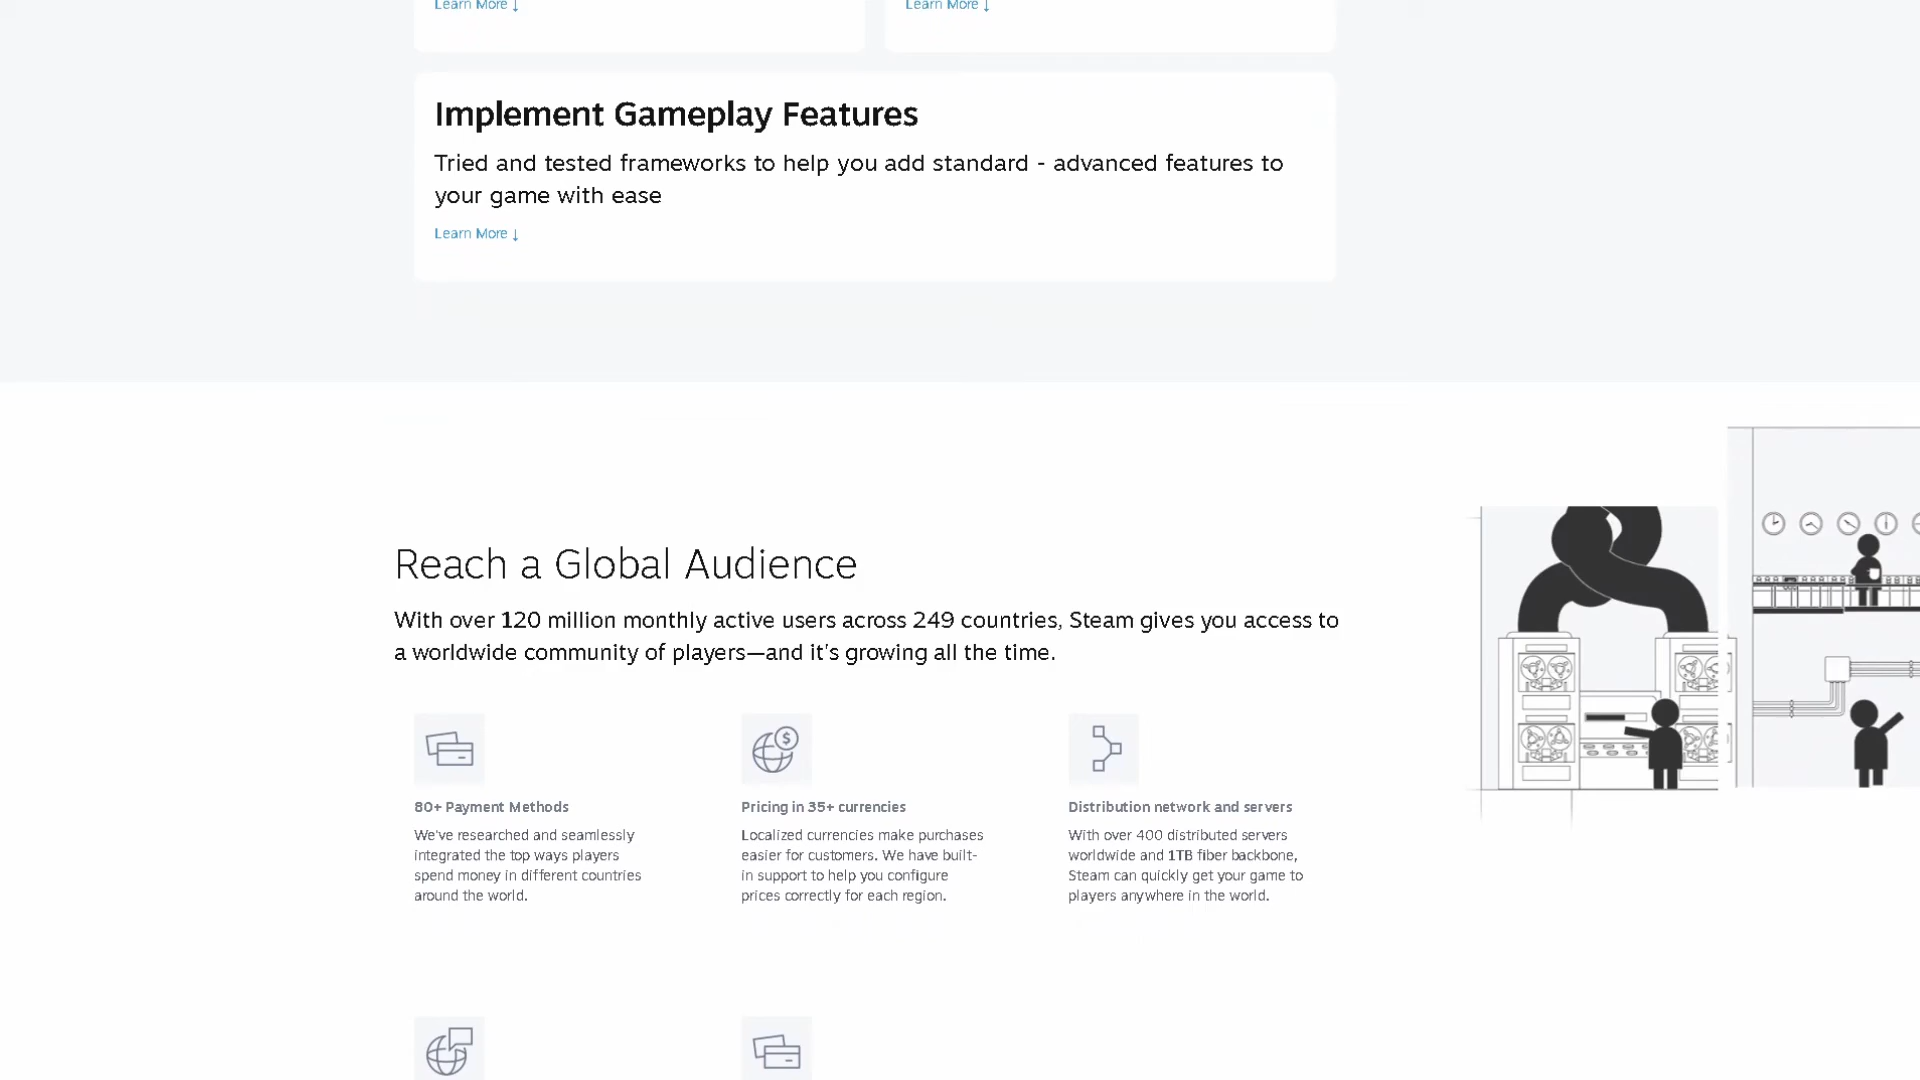 Learn More ↓
Learn More ↓
Implement Gameplay Features
Tried and tested frameworks to help you add standard - advanced features to
your game with ease
Learn More ↓
Reach a Global Audience
With over 120 million monthly active users across 249 countries, Steam gives you access to
a worldwide community of players—and it's growing all the time.
80+ Payment Methods
We've researched and seamlessly
integrated the top ways players
spend money in different countries
around the world.
Pricing in 35+ currencies
Localized currencies make purchases
easier for customers. We have built-
in support to help you configure
prices correctly for each region.
Distribution network and servers
With over 400 distributed servers
worldwide and 1TB fiber backbone,
Steam can quickly get your game to
players anywhere in the world.